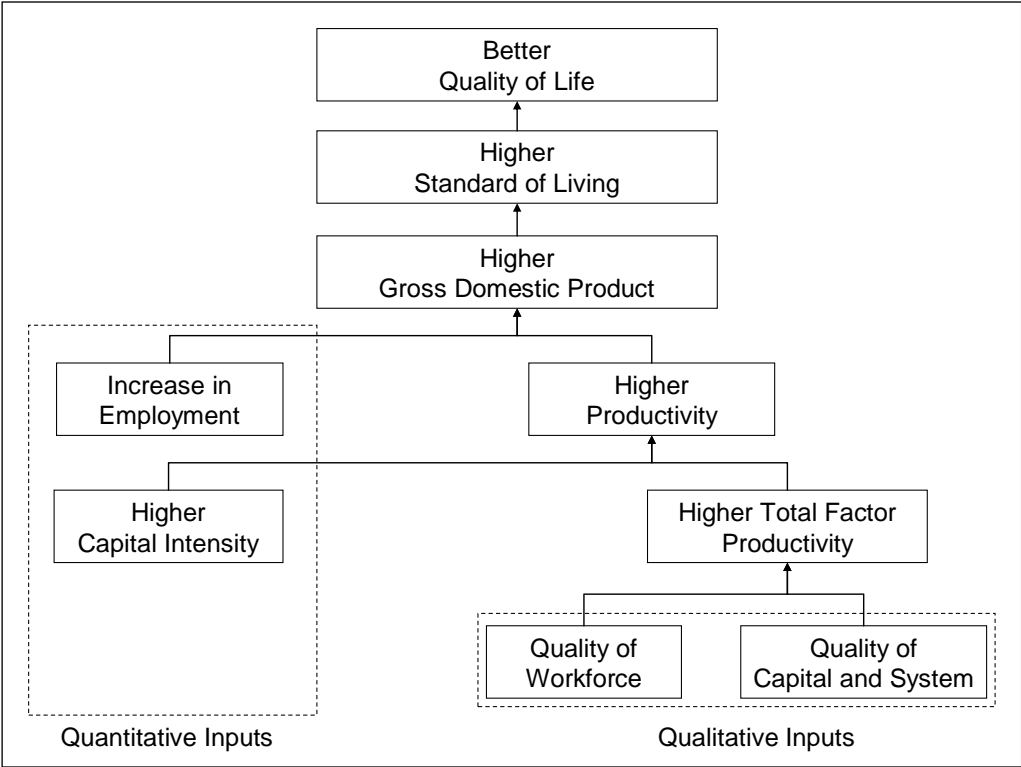 Better
Quality of Life
Higher
Standard of Living
Higher
Gross Domestic Product
Increase in
Employment
Higher
Productivity
Higher
Capital Intensity
Higher Total Factor
Productivity
Quality of
Workforce
Quality of
Capital and System
Quantitative Inputs
Qualitative Inputs